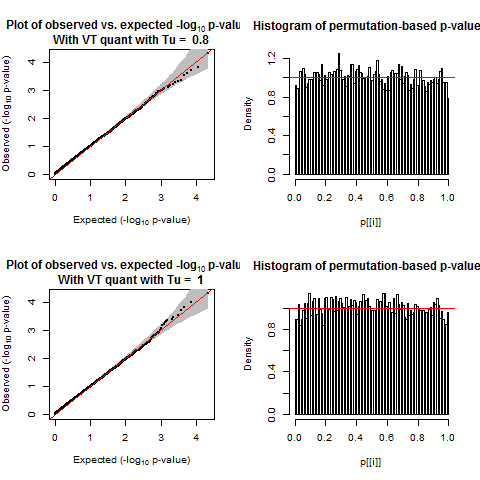 Plot of observed vs. expected -log10 p-valu
With VT quant with Tu = 0.8
Observed (-log10 p-value)
4
3
2
1
0
0 1 2 3 4
Expected (-log10 p-value)
Histogram of permutation-based p-value
Density
1.2
0.8
0.4
0.0
0.0 0.2 0.4 0.6 0.8 1.0
p[[i]]
Plot of observed vs. expected -log10 p-valu
With VT quant with Tu = 1
Observed (-log10 p-value)
4
3
2
1
0
0 1 2 3 4
Expected (-log10 p-value)
Histogram of permutation-based p-value
Density
0.8
0.4
0.0
0.0 0.2 0.4 0.6 0.8 1.0
p[[i]]